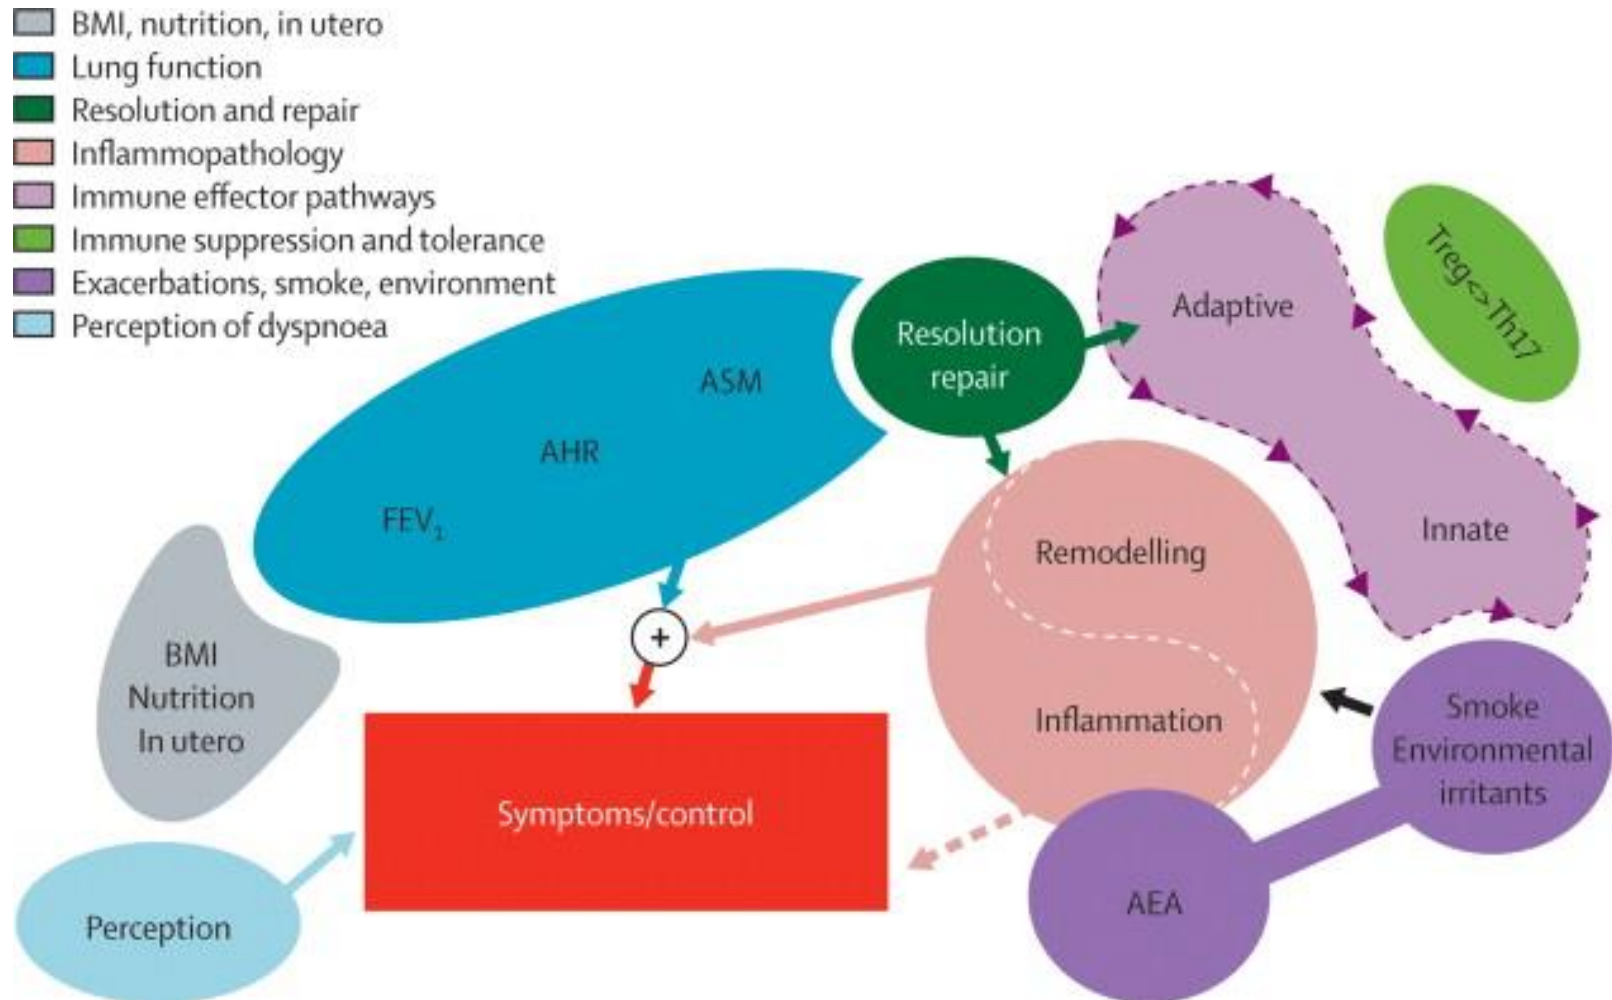 BMI, nutrition, in utero
Lung function
Resolution and repair
Inflammopathology
Immune effector pathways
Immune suppression and tolerance
Exacerbations, smoke, environment
Perception of dyspnoea
Adaptive
Treg<>Th17
Resolution
repair
ASM
AHR
FEV₁
Innate
Remodelling
+
BMI
Nutrition
In utero
Inflammation
Smoke
Environmental
irritants
Symptoms/control
AEA
Perception